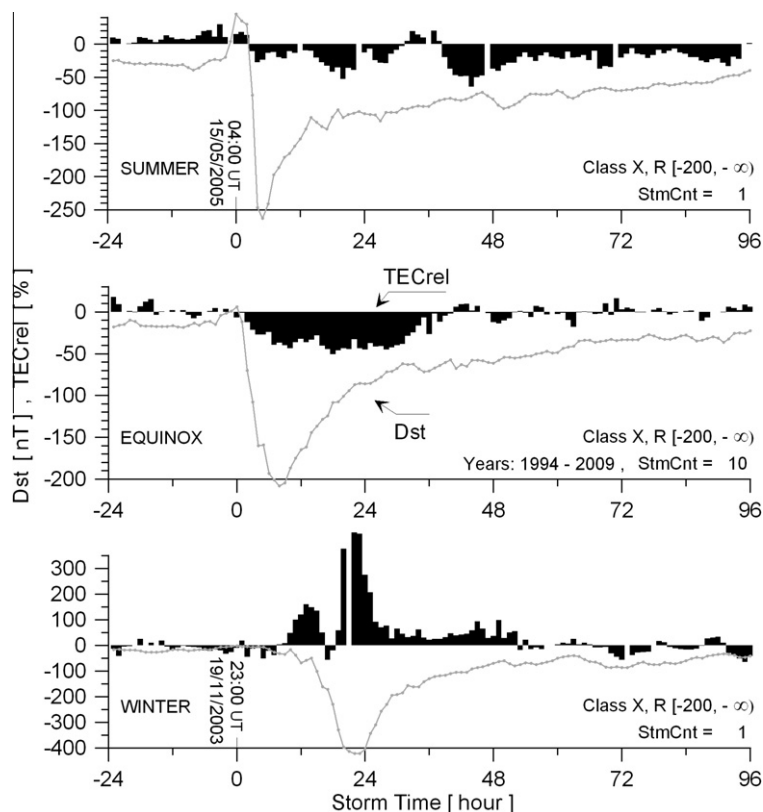 0
-50
-100
-150
-200
-250
04:00 UT
15/05/2005
SUMMER
Class X, R [-200, - ∞)
StmCnt = 1
-24 0 24 48 72 96
Dst [ nT ] , TECrel [ % ]
TECrel
0
-50
-100
-150
-200
Dst
EQUINOX
Class X, R [-200, - ∞)
Years: 1994 - 2009 , StmCnt = 10
-24 0 24 48 72 96
300
200
100
0
-100
-200
-300
-400
23:00 UT
19/11/2003
WINTER
Class X, R [-200, - ∞)
StmCnt = 1
-24 0 24 48 72 96
Storm Time [ hour ]